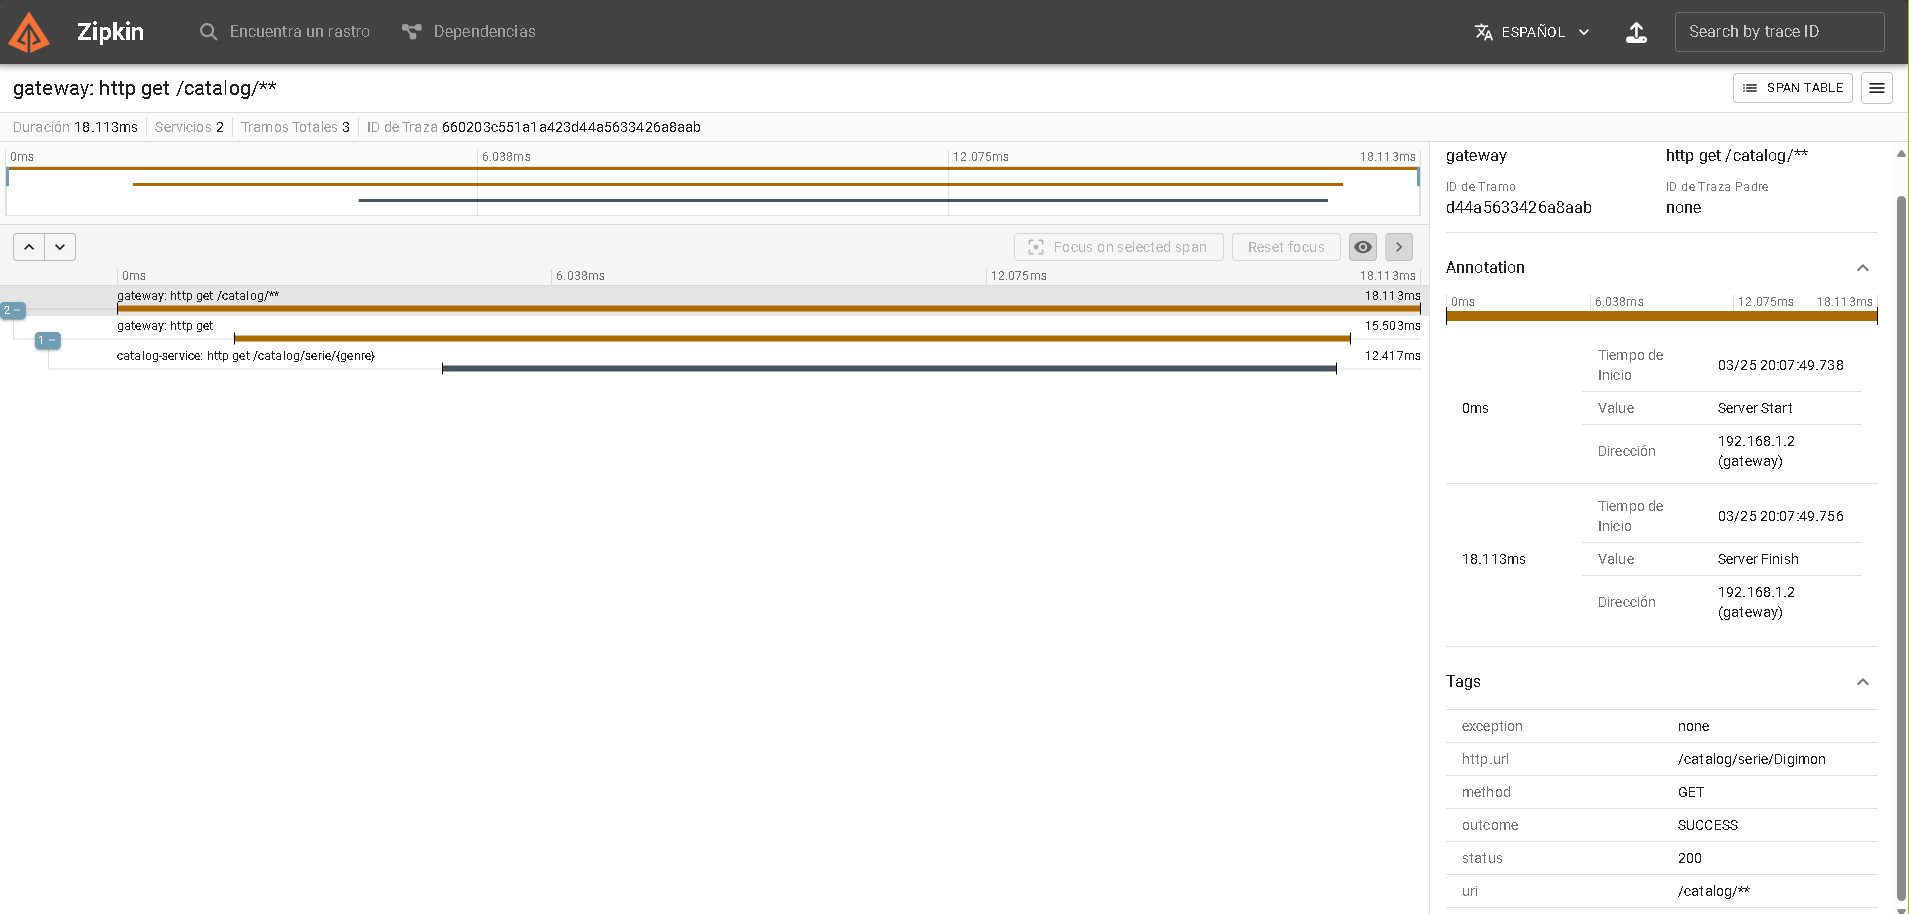 Zipkin
Encuentra un rastro
Dependencias
ESPAÑOL
Search by trace ID
gateway: http get /catalog/**
SPAN TABLE
Duración 18.113ms Servicios 2 Tramos Totales 3 ID de Traza 660203c551a1a423d44a5633426a8aab
0ms 6.038ms 12.075ms 18.113ms
Focus on selected span
Reset focus
0ms 6.038ms 12.075ms 18.113ms
gateway: http get /catalog/** 18.113ms
2 −
gateway: http get 15.503ms
1 −
catalog-service: http get /catalog/serie/{genre} 12.417ms
gateway http get /catalog/**
ID de Tramo ID de Traza Padre
d44a5633426a8aab none
Annotation
0ms 6.038ms 12.075ms 18.113ms
0ms
Tiempo de
Inicio
03/25 20:07:49.738
Value Server Start
Dirección
192.168.1.2
(gateway)
18.113ms
Tiempo de
Inicio
03/25 20:07:49.756
Value Server Finish
Dirección
192.168.1.2
(gateway)
Tags
exception none
http.url /catalog/serie/Digimon
method GET
outcome SUCCESS
status 200
uri /catalog/**